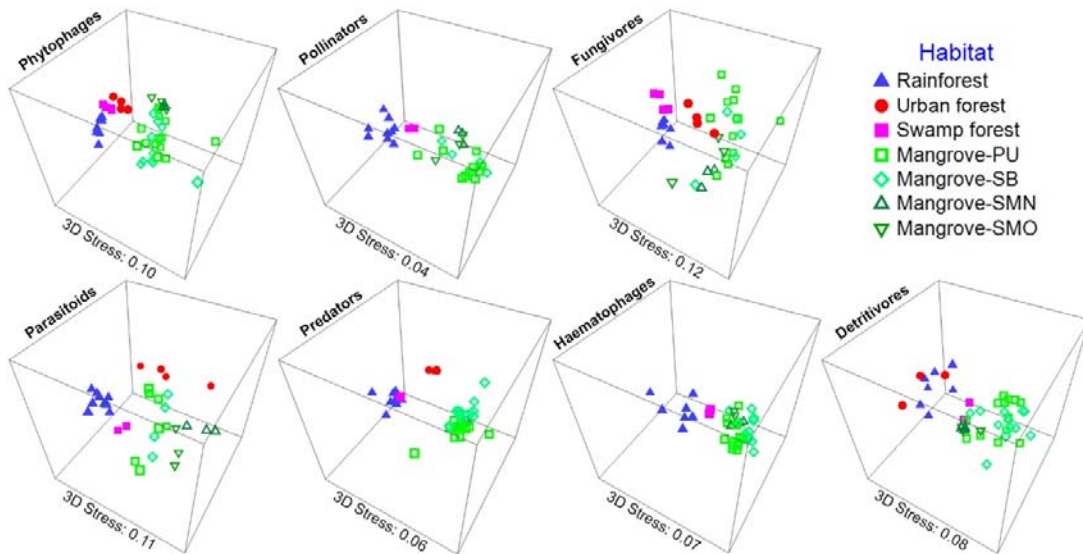 Phytophages
3D Stress: 0.10
Pollinators
3D Stress: 0.04
Fungivores
3D Stress: 0.12
Habitat
Rainforest
Urban forest
Swamp forest
Mangrove-PU
Mangrove-SB
Mangrove-SMN
Mangrove-SMO
Parasitoids
3D Stress: 0.11
Predators
3D Stress: 0.06
Haematophages
3D Stress: 0.07
Detritivores
3D Stress: 0.08